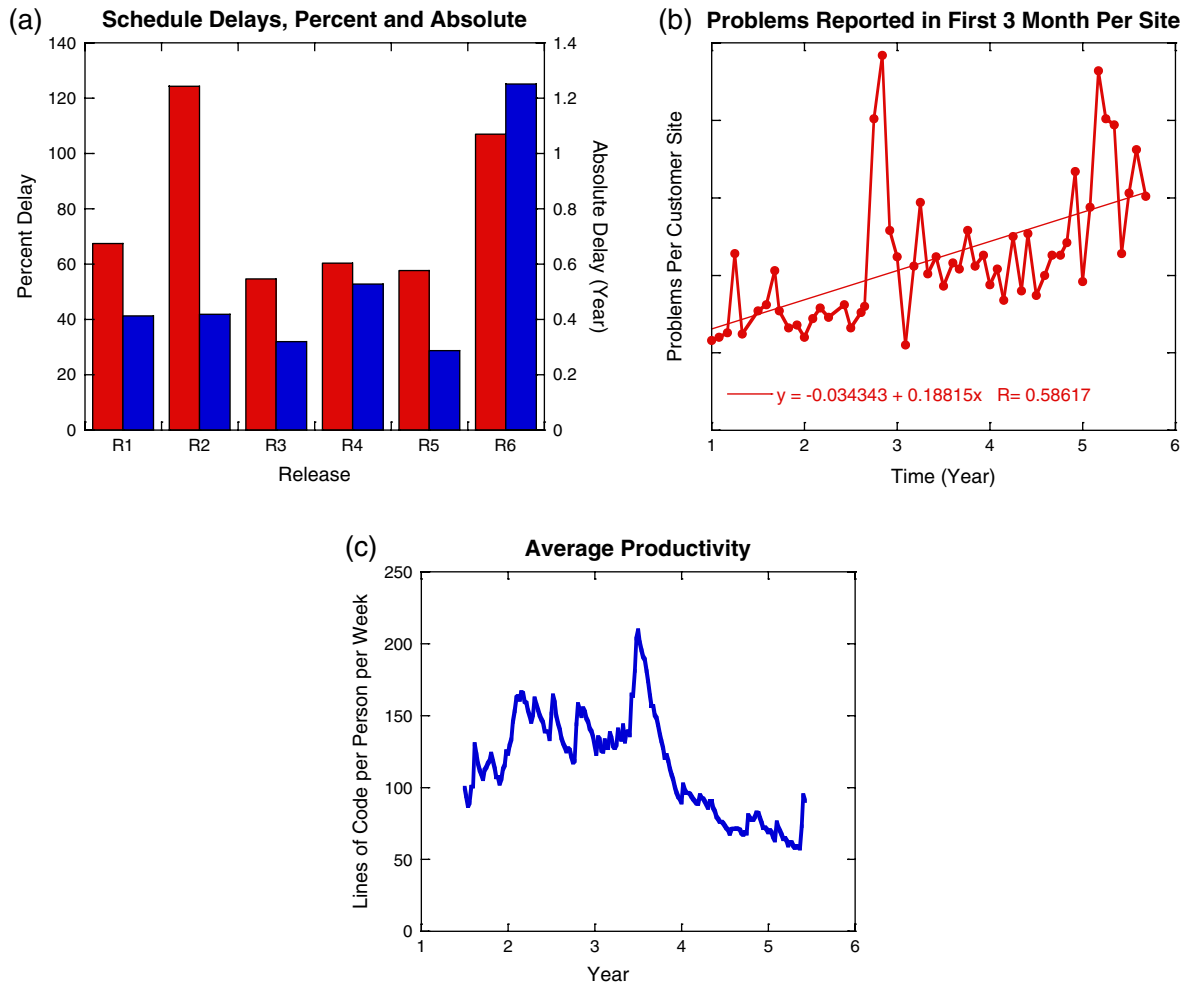 (a)
Schedule Delays, Percent and Absolute
140
120
100
80
60
40
20
0
Percent Delay
1.4
1.2
1
0.8
0.6
0.4
0.2
0
Absolute Delay (Year)
R1 R2 R3 R4 R5 R6
Release
(b)
Problems Reported in First 3 Month Per Site
Problems Per Customer Site
y = -0.034343 + 0.18815x R= 0.58617
1 2 3 4 5 6
Time (Year)
(c)
Average Productivity
250
200
150
100
50
0
Lines of Code per Person per Week
1 2 3 4 5 6
Year